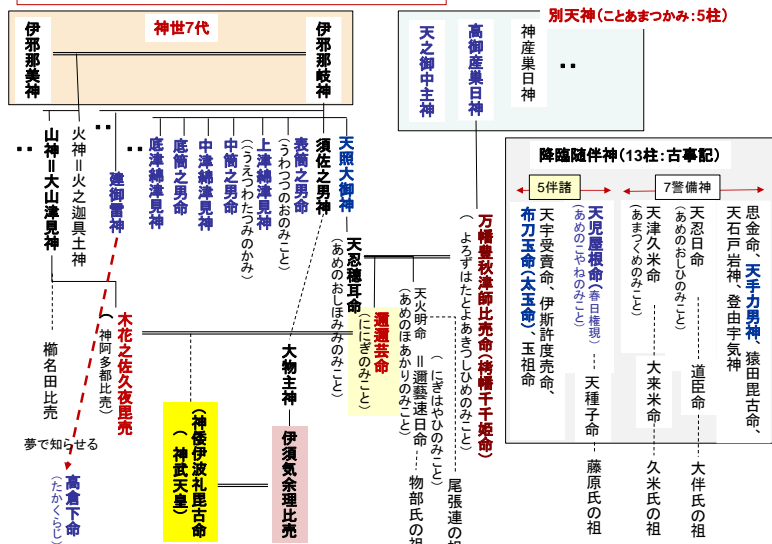 神世7代
別天神(ことあまつかみ:5柱)
伊邪那美神
伊邪那岐神
天之御中主神
高御産巣日神
神産巣日神
‥
‥
山神＝大山津見神
火神＝火之迦具土神
‥
建御雷神
‥
底津綿津見神
底筒之男命
中津綿津見神
中筒之男命
上津綿津見神
(うえつわたつみのかみ)
表筒之男命
(うわつつのおのみこと)
須佐之男神
天照大御神
天忍穂耳命
(あめのおしほみみのみこと)
万幡豊秋津師比売命(栲幡千千姫命)
(よろずはたとよあきつしひめのみこと)
降臨随伴神(13柱:古事記)
5伴諸
7警備神
布刀玉命(太玉命)、玉祖命
天宇受賣命、伊斯許度売命、
天児屋根命(春日権現)
(あめのこやねのみこと)
天種子命
藤原氏の祖
天津久米命
(あまつくめのみこと)
大来米命
久米氏の祖
天忍日命
(あめのおしひのみこと)
道臣命
大伴氏の祖
思金命、天手力男神、猿田毘古命、
天石戸岩神、登由宇気神
櫛名田比売
木花之佐久夜毘売
(神阿多都比売)
大物主神
邇邇芸命
(ににぎのみこと)
天火明命
(あめのほあかりのみこと)
＝邇藝速日命
(にぎはやひのみこと)
物部氏の祖
尾張連の祖
夢で知らせる
高倉下命
(たかくらじ)
(神倭伊波礼毘古命
(神武天皇)
伊須気余理比売